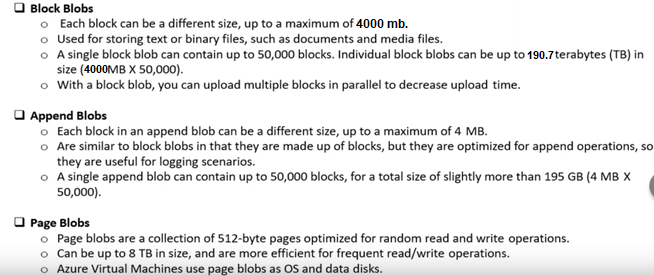 ❑ Block Blobs
o Each block can be a different size, up to a maximum of 4000 mb.
o Used for storing text or binary files, such as documents and media files.
o A single block blob can contain up to 50,000 blocks. Individual block blobs can be up to 190.7terabytes (TB) in
size (4000MB X 50,000).
o With a block blob, you can upload multiple blocks in parallel to decrease upload time.
❑ Append Blobs
o Each block in an append blob can be a different size, up to a maximum of 4 MB.
o Are similar to block blobs in that they are made up of blocks, but they are optimized for append operations, so
they are useful for logging scenarios.
o A single append blob can contain up to 50,000 blocks, for a total size of slightly more than 195 GB (4 MB X
50,000).
❑ Page Blobs
o Page blobs are a collection of 512-byte pages optimized for random read and write operations.
o Can be up to 8 TB in size, and are more efficient for frequent read/write operations.
o Azure Virtual Machines use page blobs as OS and data disks.